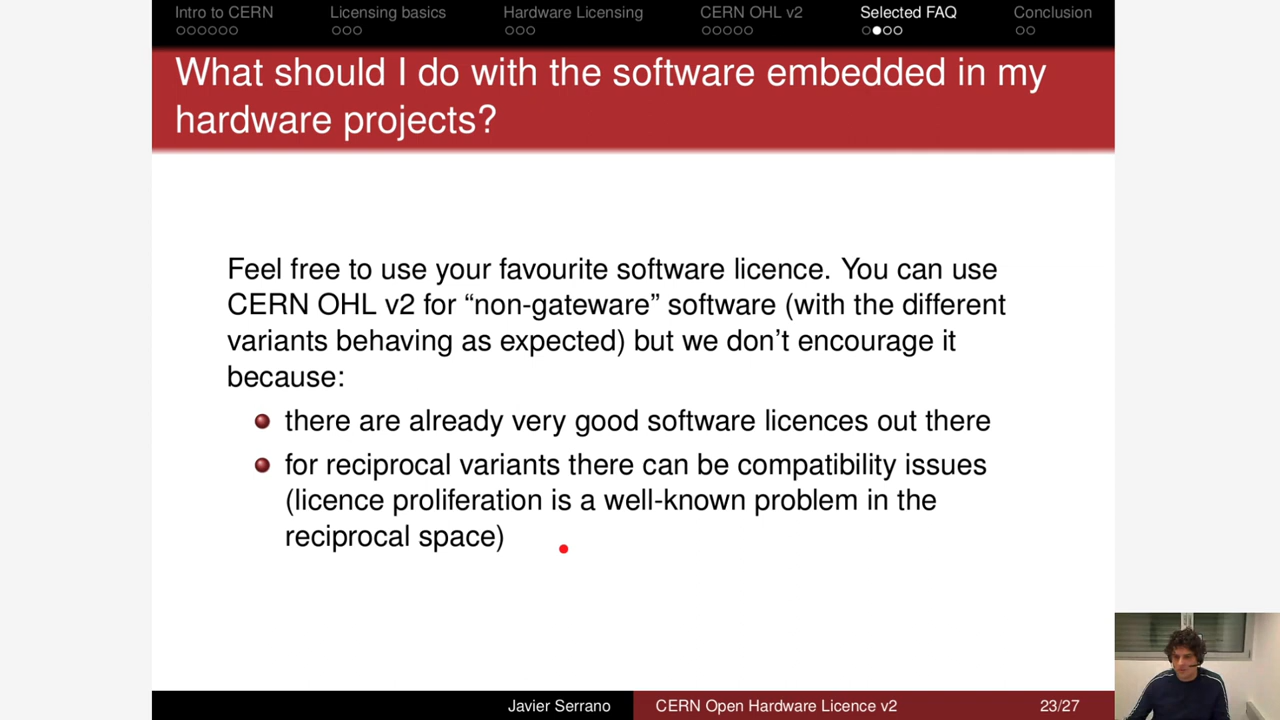 Intro to CERN Licensing basics Hardware Licensing CERN OHL v2 Selected FAQ Conclusion
What should I do with the software embedded in my
hardware projects?
Feel free to use your favourite software licence. You can use
CERN OHL v2 for “non-gateware” software (with the different
variants behaving as expected) but we don’t encourage it
because:
there are already very good software licences out there
for reciprocal variants there can be compatibility issues
(licence proliferation is a well-known problem in the
reciprocal space)
Javier Serrano CERN Open Hardware Licence v2 23/27